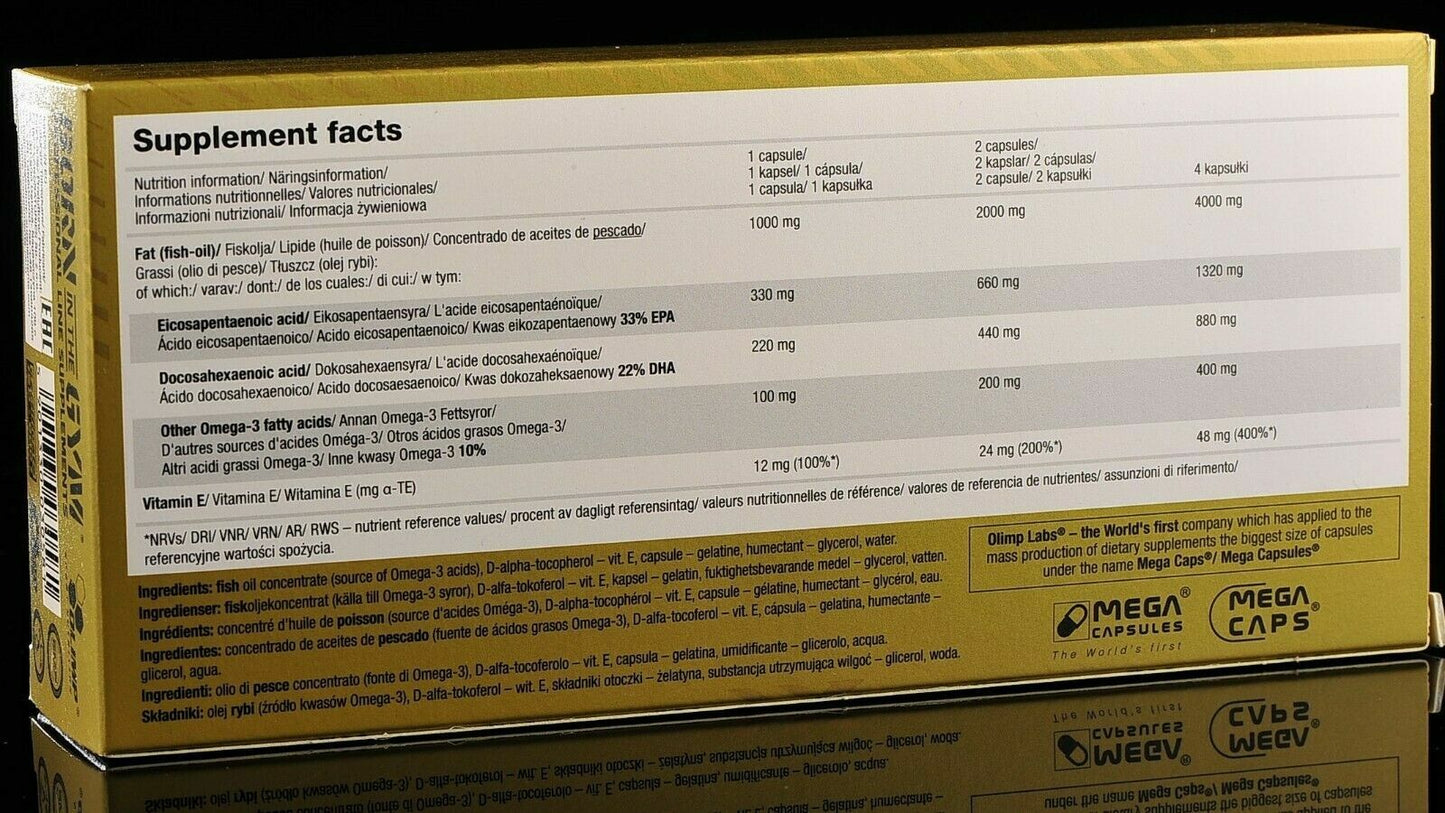 Supplement facts
Nutrition information/ Näringsinformation/
Informations nutritionnelles/ Valores nutricionales/
Informazioni nutrizionali/ Informacja żywieniowa
1 capsule/
1 kapsel/ 1 cápsula/
1 capsula/ 1 kapsułka
2 capsules/
2 kapslar/ 2 cápsulas/
2 capsule/ 2 kapsułki
4 kapsułki
Fat (fish-oil)/ Fiskolja/ Lipide (huile de poisson)/ Concentrado de aceites de pescado/
Grassi (olio di pesce)/ Tłuszcz (olej rybi):
of which:/ varav:/ dont:/ de los cuales:/ di cui:/ w tym:
1000 mg
2000 mg
4000 mg
Eicosapentaenoic acid/ Eikosapentaensyra/ L'acide eicosapentaénoïque/
Ácido eicosapentaenoico/ Acido eicosapentaenoico/ Kwas eikozapentaenowy 33% EPA
330 mg
660 mg
1320 mg
Docosahexaenoic acid/ Dokosahexaensyra/ L'acide docosahexaénoïque/
Ácido docosahexaenoico/ Acido docosaesaenoico/ Kwas dokozaheksaenowy 22% DHA
220 mg
440 mg
880 mg
Other Omega-3 fatty acids/ Annan Omega-3 Fettsyror/
D'autres sources d'acides Oméga-3/ Otros ácidos grasos Omega-3/
Altri acidi grassi Omega-3/ Inne kwasy Omega-3 10%
100 mg
200 mg
400 mg
Vitamin E/ Vitamina E/ Witamina E (mg α-TE)
12 mg (100%*)
24 mg (200%*)
48 mg (400%*)
*NRVs/ DRI/ VNR/ VRN/ AR/ RWS – nutrient reference values/ procent av dagligt referensintag/ valeurs nutritionnelles de référence/ valores de referencia de nutrientes/ assunzioni di riferimento/
referencyjne wartości spożycia.
Ingredients: fish oil concentrate (source of Omega-3 acids), D-alpha-tocopherol – vit. E, capsule – gelatine, humectant – glycerol, water.
Ingredienser: fiskoljekoncentrat (källa till Omega-3 syror), D-alfa-tokoferol – vit. E, kapsel – gelatin, fuktighetsbevarande medel – glycerol, vatten.
Ingrédients: concentré d'huile de poisson (source d'acides Oméga-3), D-alpha-tocophérol – vit. E, capsule – gélatine, humectant – glycérol, eau.
Ingredientes: concentrado de aceites de pescado (fuente de ácidos grasos Omega-3), D-alfa-tocoferol – vit. E, cápsula – gelatina, humectante –
glicerol, agua.
Ingredienti: olio di pesce concentrato (fonte di Omega-3), D-alfa-tocoferolo – vit. E, capsula – gelatina, umidificante – glicerolo, acqua.
Składniki: olej rybi (źródło kwasów Omega-3), D-alfa-tokoferol – wit. E, składniki otoczki – żelatyna, substancja utrzymująca wilgoć – glicerol, woda.
Olimp Labs® – the World's first company which has applied to the
mass production of dietary supplements the biggest size of capsules
under the name Mega Caps®/ Mega Capsules®
MEGA®
CAPSULES
The World's first
MEGA
CAPS®
BORN IN THE GYM
PROFESSIONAL LINE SUPPLEMENTS
EAC
OLIMP